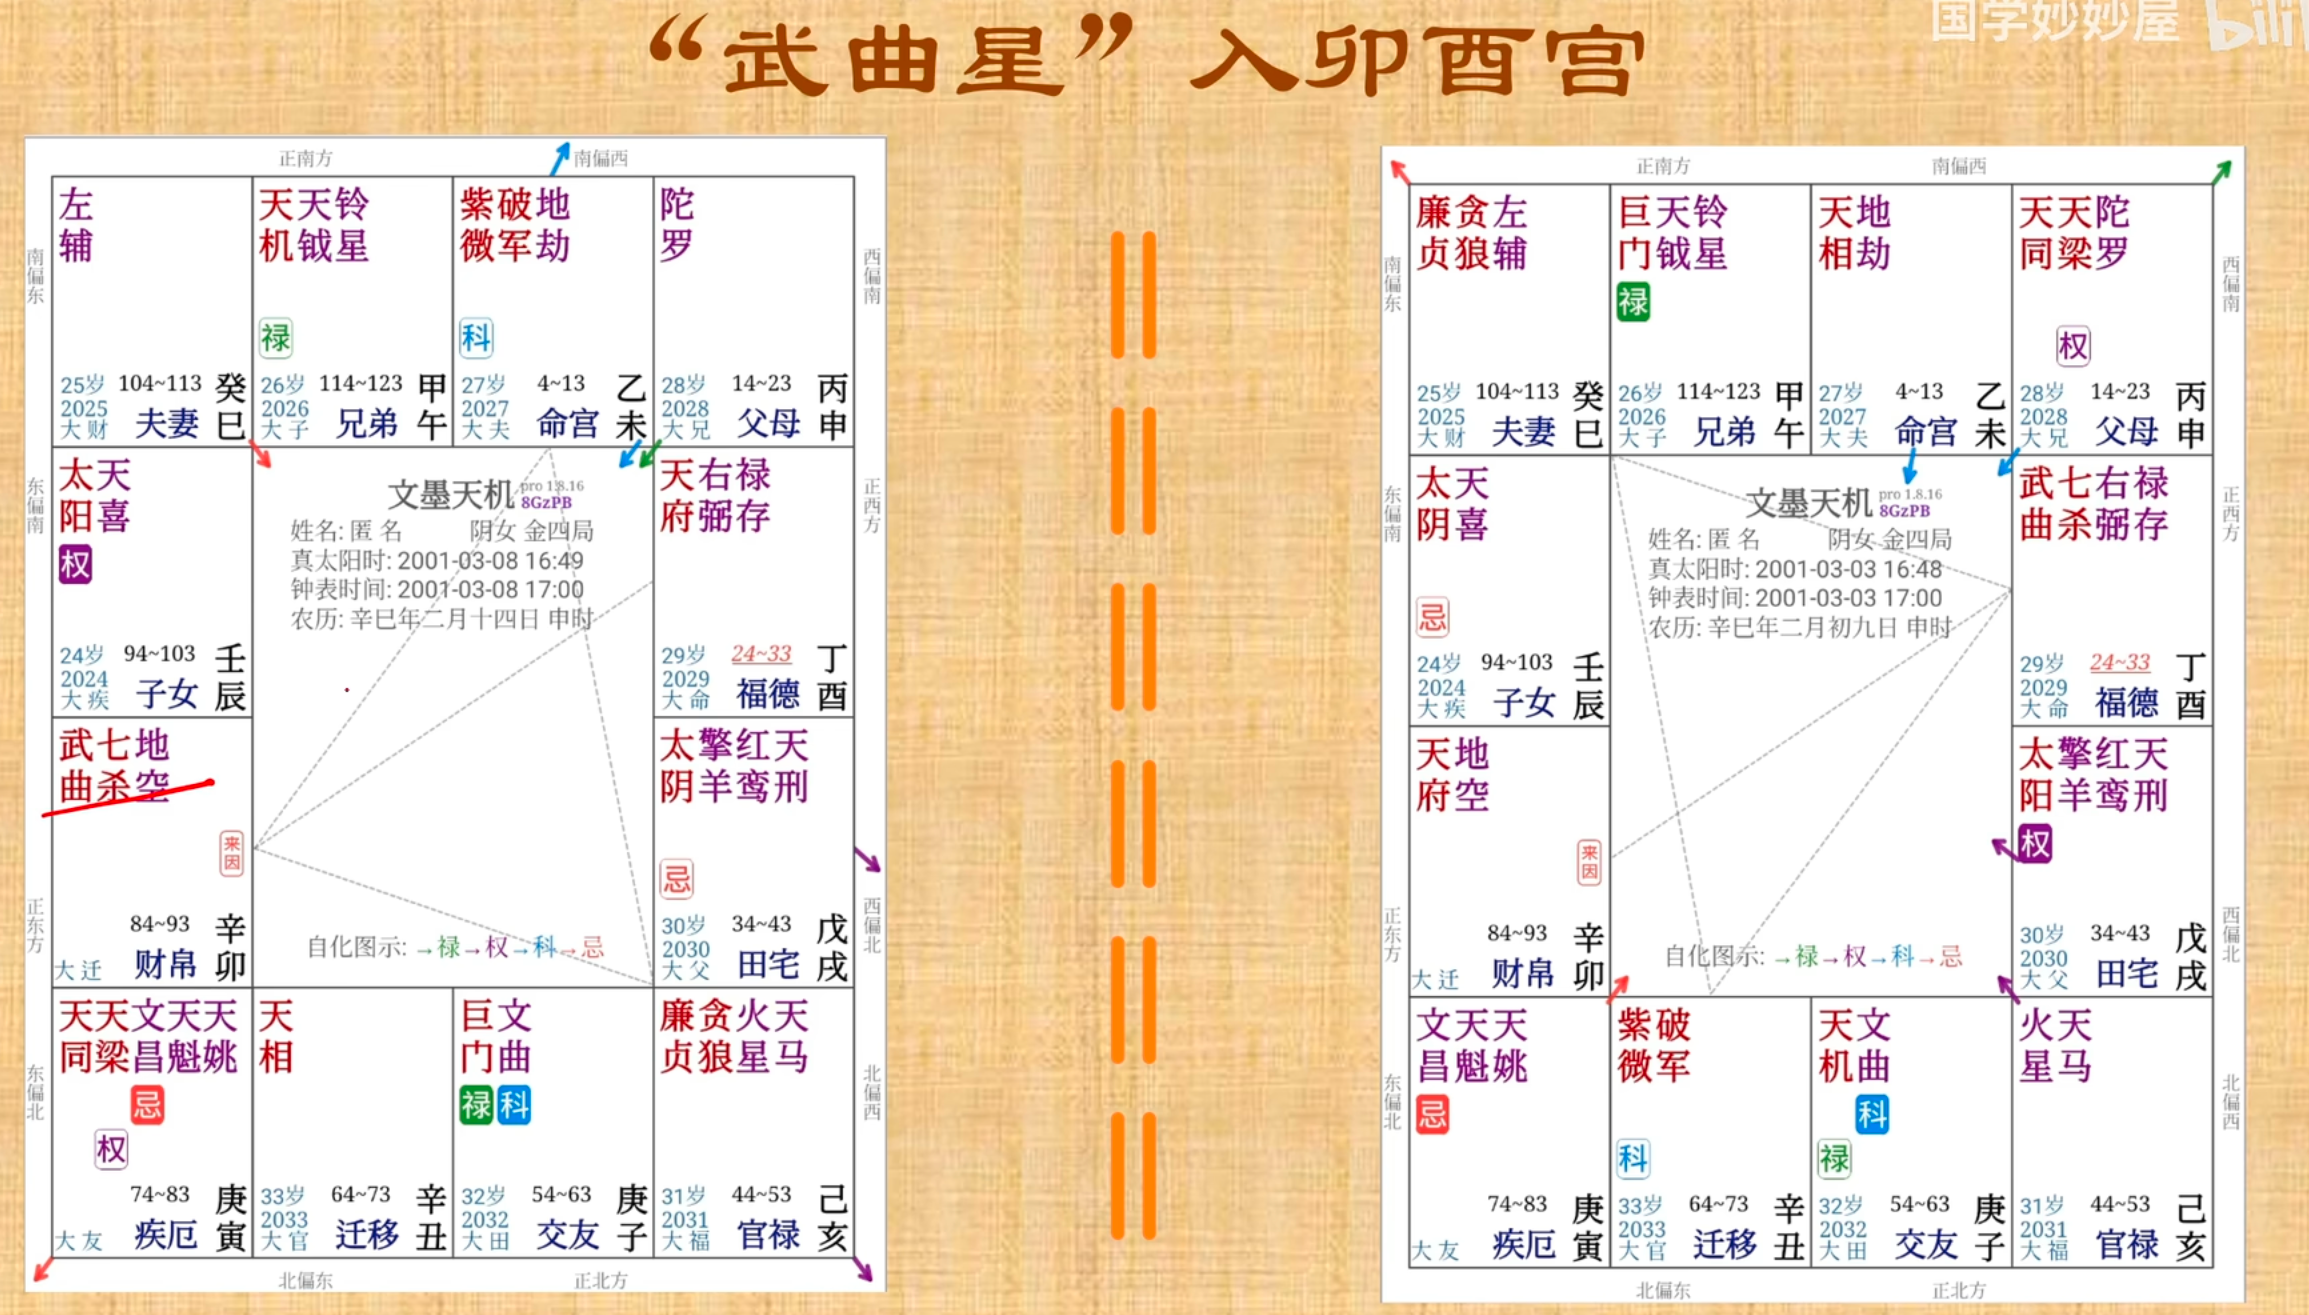 “武曲星”入卯酉宫
国学妙妙屋 bili
正南方 南偏西
左辅
25岁 104~113 癸
2025
大财 夫妻 巳
天机 天钺 铃星
禄
26岁 114~123 甲
2026
大子 兄弟 午
紫微 破军 地劫
科
27岁 4~13 乙
2027
大夫 命宫 未
陀罗
28岁 14~23 丙
2028
大兄 父母 申
南偏东
西偏南
太阳 天喜
权
24岁 94~103 壬
2024
大疾 子女 辰
东偏南
文墨天机 pro 1.8.16
8GzPB
姓名: 匿 名 阴女 金四局
真太阳时: 2001-03-08 16:49
钟表时间: 2001-03-08 17:00
农历: 辛巳年二月十四日 申时
自化图示: →禄→权→科→忌
天府 右弼 禄存
29岁 24~33 丁
2029
大命 福德 酉
正西方
武曲 七杀 地空
来因
84~93 辛
大迁 财帛 卯
正东方
太阴 擎羊 红鸾 天刑
忌
30岁 34~43 戊
2030
大父 田宅 戌
西偏北
天同 天梁 文昌 天魁 天姚
忌
权
74~83 庚
大友 疾厄 寅
东偏北
天相
33岁 64~73 辛
2033
大官 迁移 丑
巨门 文曲
禄 科
32岁 54~63 庚
2032
大田 交友 子
廉贞 贪狼 火星 天马
31岁 44~53 己
2031
大福 官禄 亥
北偏西
北偏东 正北方
正南方 南偏西
廉贞 贪狼 左辅
25岁 104~113 癸
2025
大财 夫妻 巳
巨门 天钺 铃星
禄
26岁 114~123 甲
2026
大子 兄弟 午
天相 地劫
27岁 4~13 乙
2027
大夫 命宫 未
天同 天梁 陀罗
权
28岁 14~23 丙
2028
大兄 父母 申
南偏东
西偏南
太阴 天喜
忌
24岁 94~103 壬
2024
大疾 子女 辰
东偏南
文墨天机 pro 1.8.16
8GzPB
姓名: 匿 名 阴女 金四局
真太阳时: 2001-03-03 16:48
钟表时间: 2001-03-03 17:00
农历: 辛巳年二月初九日 申时
自化图示: →禄→权→科→忌
武曲 七杀 右弼 禄存
29岁 24~33 丁
2029
大命 福德 酉
正西方
天府 地空
来因
84~93 辛
大迁 财帛 卯
正东方
太阳 擎羊 红鸾 天刑
权
30岁 34~43 戊
2030
大父 田宅 戌
西偏北
文昌 天魁 天姚
忌
74~83 庚
大友 疾厄 寅
东偏北
紫微 破军
科
33岁 64~73 辛
2033
大官 迁移 丑
天机 文曲
科
禄
32岁 54~63 庚
2032
大田 交友 子
火星 天马
31岁 44~53 己
2031
大福 官禄 亥
北偏西
北偏东 正北方